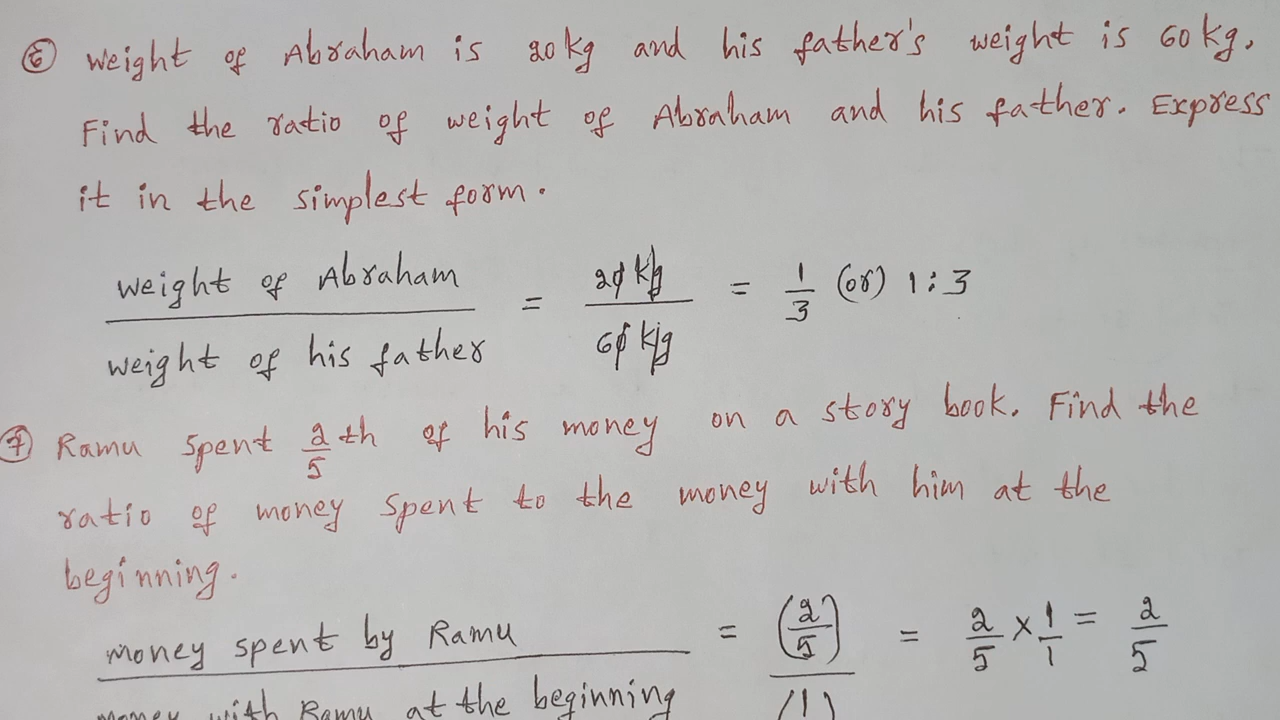 ⑥ Weight of Abraham is 20kg and his father's weight is 60kg.
Find the ratio of weight of Abraham and his father. Express
it in the simplest form.
weight of Abraham / weight of his father = 20 kg / 60 kg = 1/3 (or) 1:3
⑦ Ramu spent 2/5 th of his money on a story book. Find the
ratio of money spent to the money with him at the
beginning.
money spent by Ramu / money with Ramu at the beginning = (2/5) / (1) = 2/5 × 1/1 = 2/5